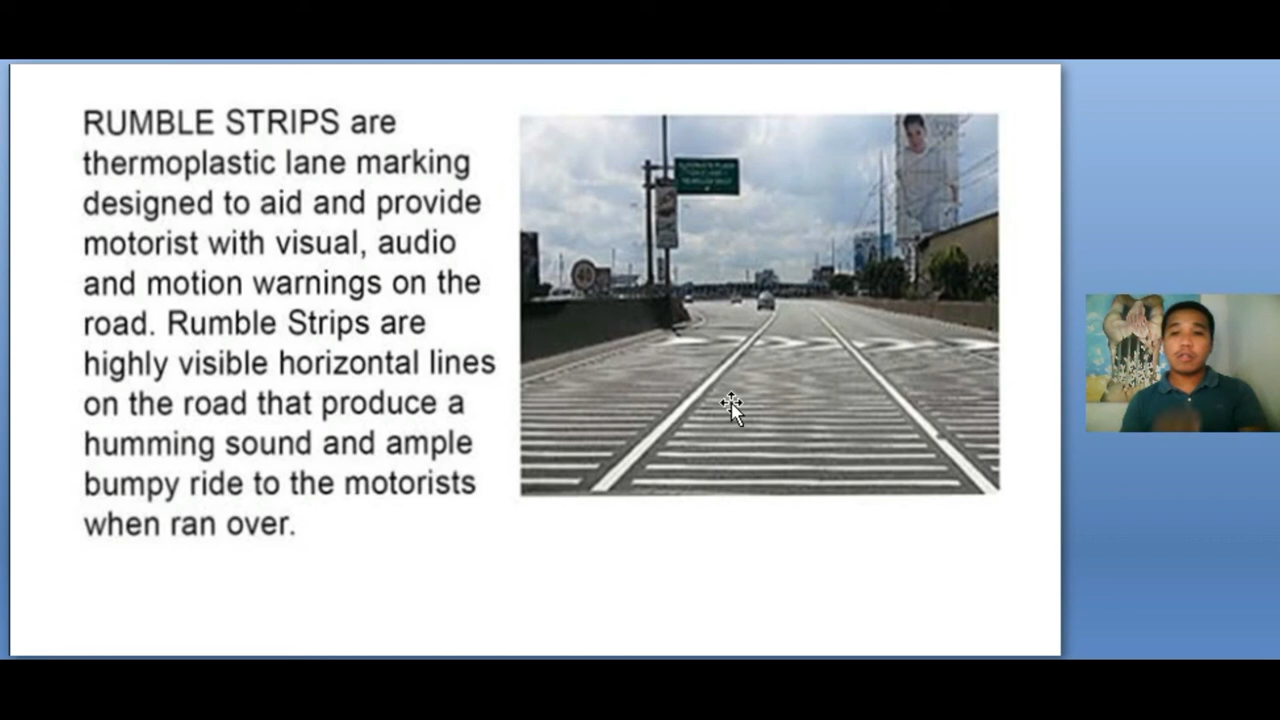 RUMBLE STRIPS are
thermoplastic lane marking
designed to aid and provide
motorist with visual, audio
and motion warnings on the
road. Rumble Strips are
highly visible horizontal lines
on the road that produce a
humming sound and ample
bumpy ride to the motorists
when ran over.